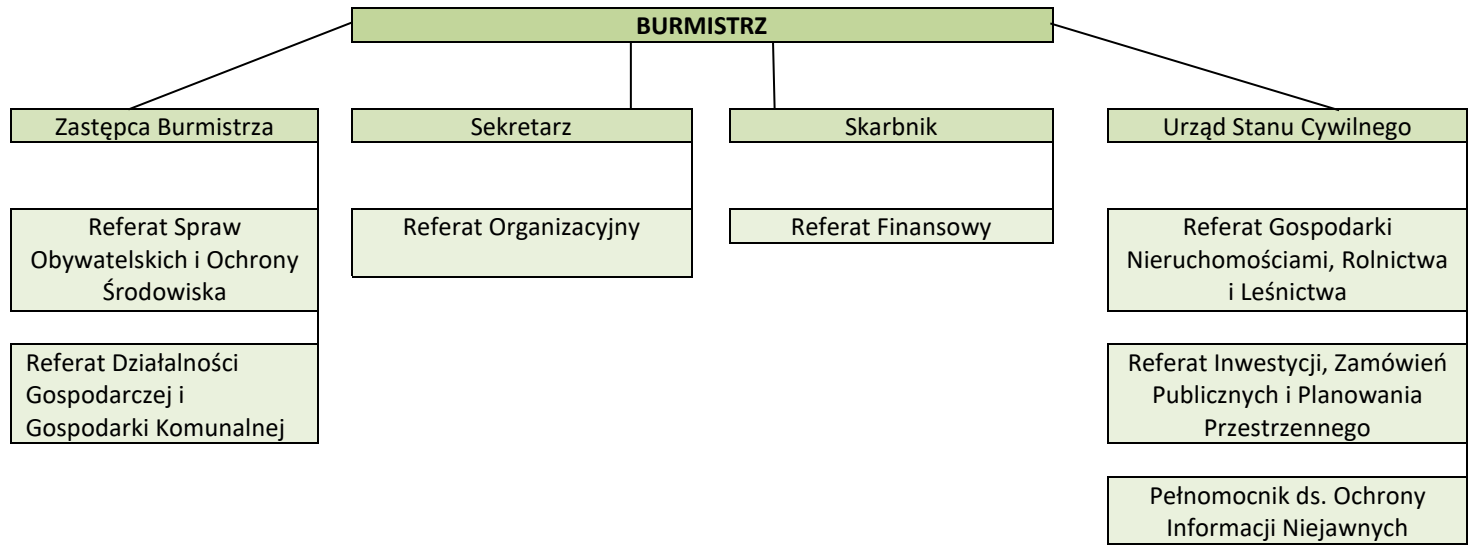 BURMISTRZ
Zastępca Burmistrza
Sekretarz
Skarbnik
Urząd Stanu Cywilnego
Referat Spraw
Obywatelskich i Ochrony
Środowiska
Referat Organizacyjny
Referat Finansowy
Referat Gospodarki
Nieruchomościami, Rolnictwa
i Leśnictwa
Referat Działalności
Gospodarczej i
Gospodarki Komunalnej
Referat Inwestycji, Zamówień
Publicznych i Planowania
Przestrzennego
Pełnomocnik ds. Ochrony
Informacji Niejawnych